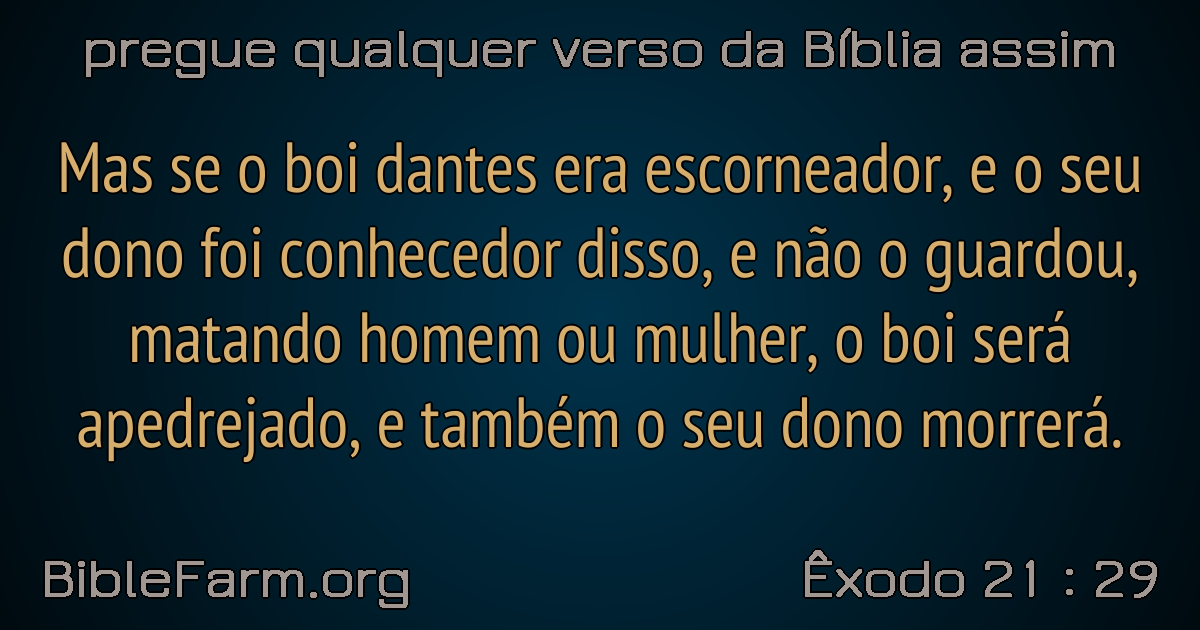 pregue qualquer verso da Bíblia assim
Mas se o boi dantes era escorneador, e o seu
dono foi conhecedor disso, e não o guardou,
matando homem ou mulher, o boi será
apedrejado, e também o seu dono morrerá.
BibleFarm.org
Êxodo 21 : 29